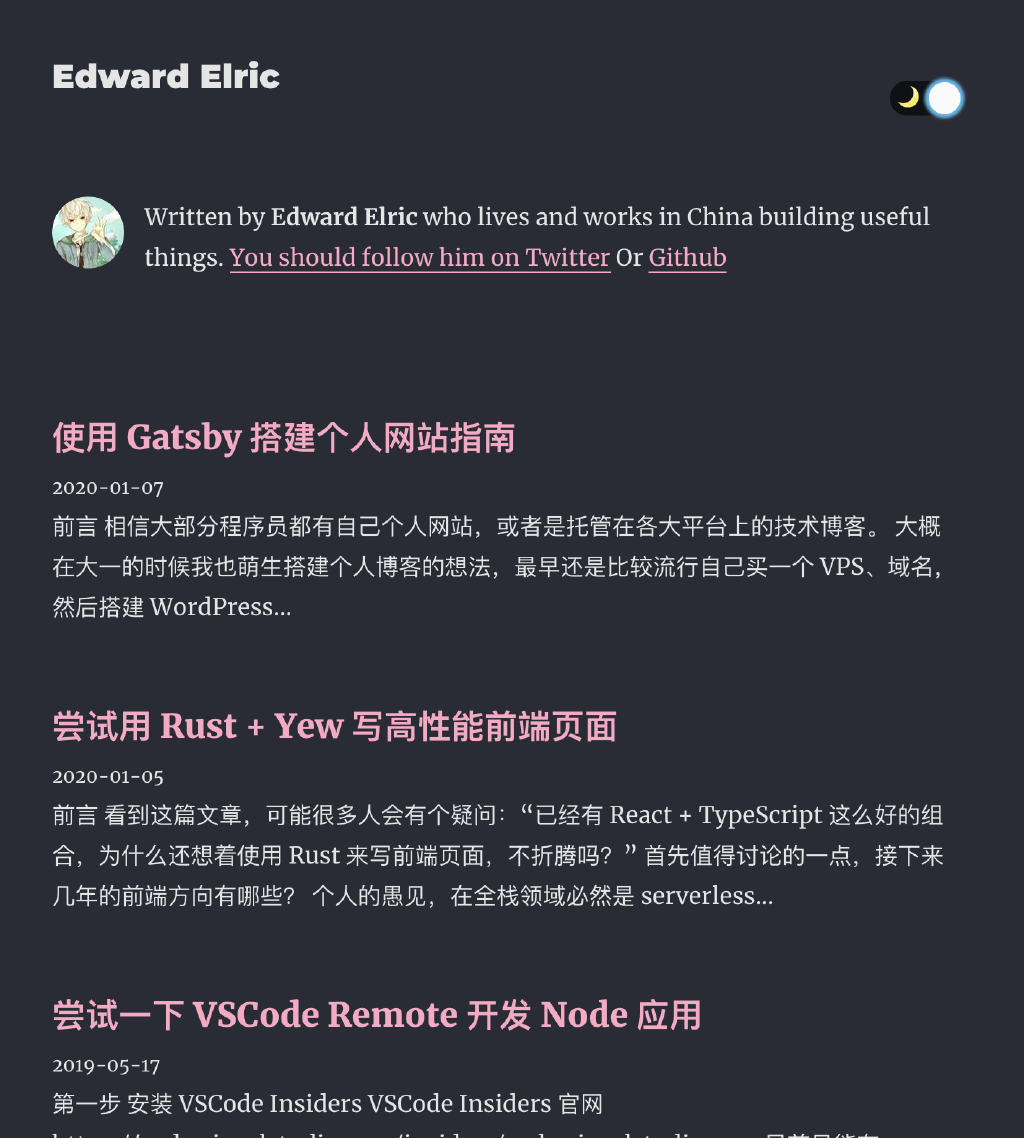 Edward Elric
Written by Edward Elric who lives and works in China building useful
things. You should follow him on Twitter Or Github
使用 Gatsby 搭建个人网站指南
2020-01-07
前言 相信大部分程序员都有自己个人网站，或者是托管在各大平台上的技术博客。 大概
在大一的时候我也萌生搭建个人博客的想法，最早还是比较流行自己买一个 VPS、域名，
然后搭建 WordPress…
尝试用 Rust + Yew 写高性能前端页面
2020-01-05
前言 看到这篇文章，可能很多人会有个疑问：“已经有 React + TypeScript 这么好的组
合，为什么还想着使用 Rust 来写前端页面，不折腾吗？” 首先值得讨论的一点，接下来
几年的前端方向有哪些？ 个人的愚见，在全栈领域必然是 serverless…
尝试一下 VSCode Remote 开发 Node 应用
2019-05-17
第一步 安装 VSCode Insiders VSCode Insiders 官网